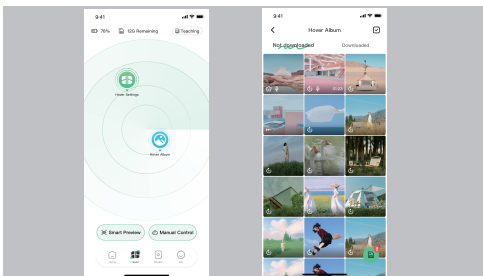 9:41
76%
12G Remaining
Teaching
Hover Settings
Hover Album
Smart Preview
Manual Control
9:41
Hover Album
Not downloaded
Downloaded